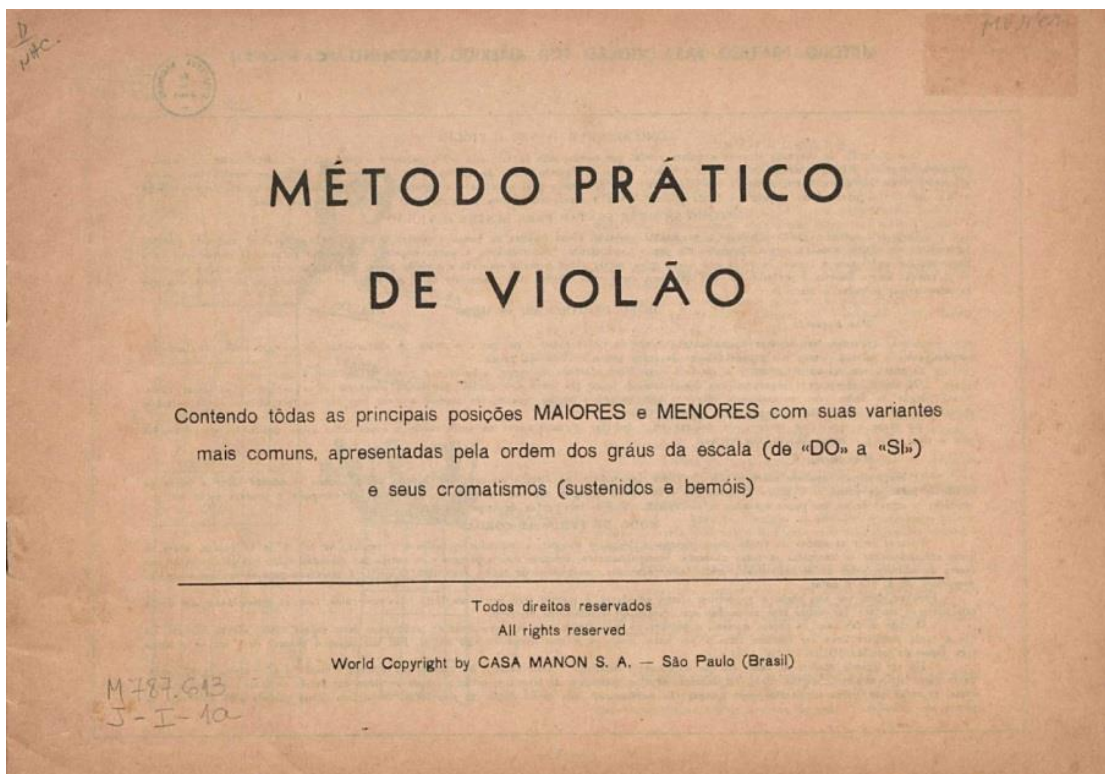 D
NHC.
MÉTODO PRÁTICO
DE VIOLÃO
Contendo tôdas as principais posições MAIORES e MENORES com suas variantes
mais comuns, apresentadas pela ordem dos gráus da escala (de «DO» a «SI»)
e seus cromatismos (sustenidos e bemóis)
Todos direitos reservados
All rights reserved
World Copyright by CASA MANON S. A. — São Paulo (Brasil)
M787.613
J-I-1a